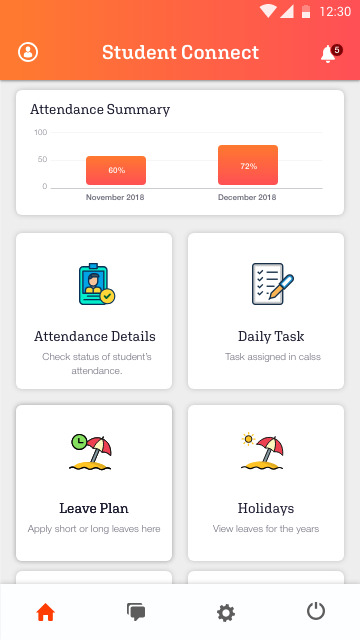 12:30
Student Connect
5
Attendance Summary
100
50
0
60%
72%
November 2018
December 2018
Attendance Details
Check status of student's
attendance.
Daily Task
Task assigned in calss
Leave Plan
Apply short or long leaves here
Holidays
View leaves for the years